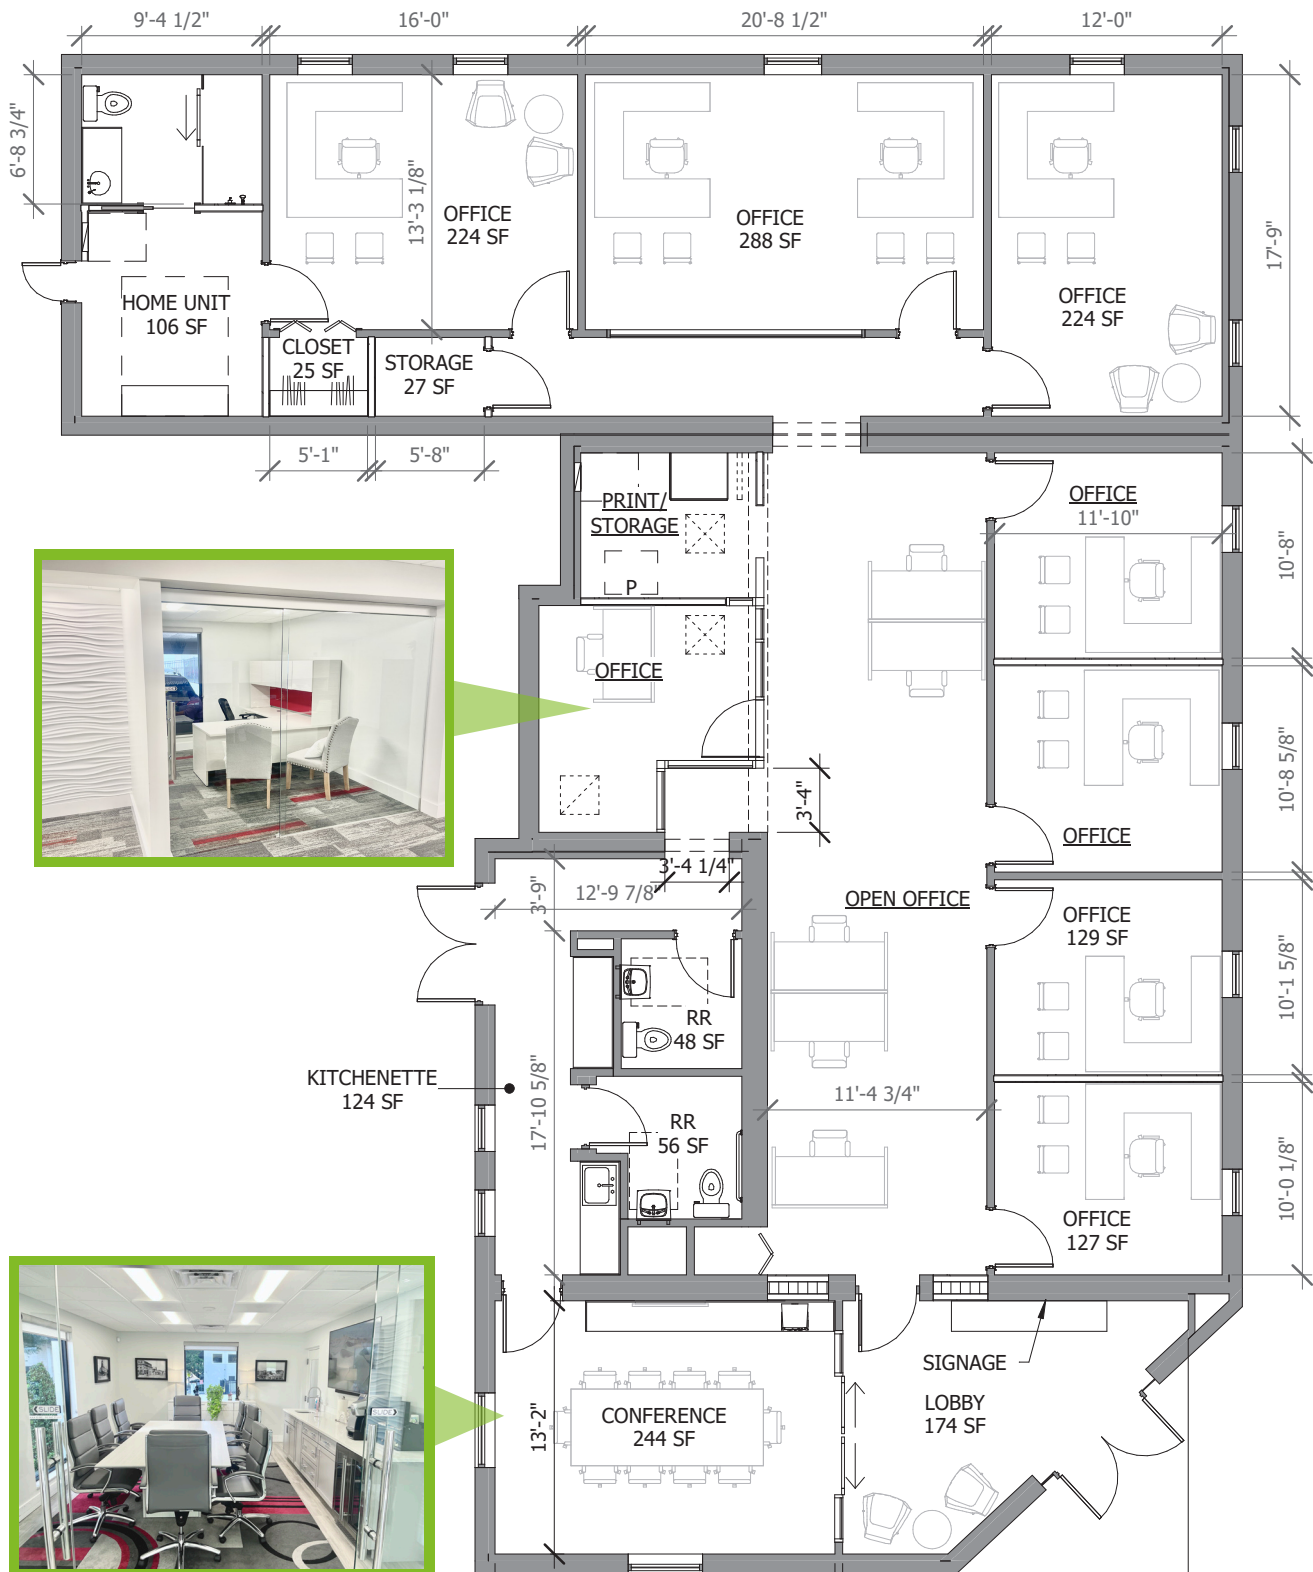 9'-4 1/2"
16'-0"
20'-8 1/2"
12'-0"
6'-8 3/4"
13'-3 1/8"
17'-9"
OFFICE
224 SF
OFFICE
288 SF
OFFICE
224 SF
HOME UNIT
106 SF
CLOSET
25 SF
STORAGE
27 SF
5'-1"
5'-8"
PRINT/
STORAGE
P
OFFICE
11'-10"
10'-8"
OFFICE
10'-8 5/8"
3'-4"
OFFICE
3'-4 1/4"
12'-9 7/8"
3'-9"
OPEN OFFICE
OFFICE
129 SF
10'-1 5/8"
RR
48 SF
KITCHENETTE
124 SF
17'-10 5/8"
11'-4 3/4"
RR
56 SF
10'-0 1/8"
OFFICE
127 SF
SIGNAGE
LOBBY
174 SF
CONFERENCE
244 SF
13'-2"
SLIDE
SLIDE